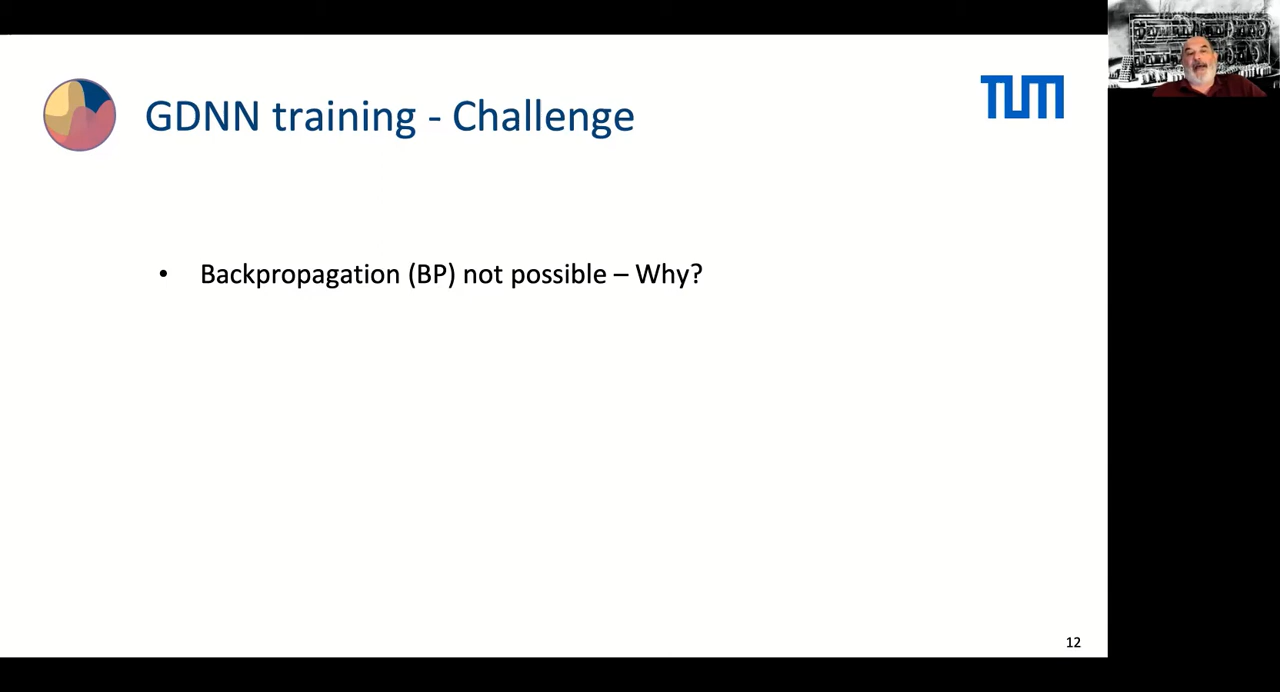 GDNN training - Challenge
TUM
• Backpropagation (BP) not possible – Why?
12